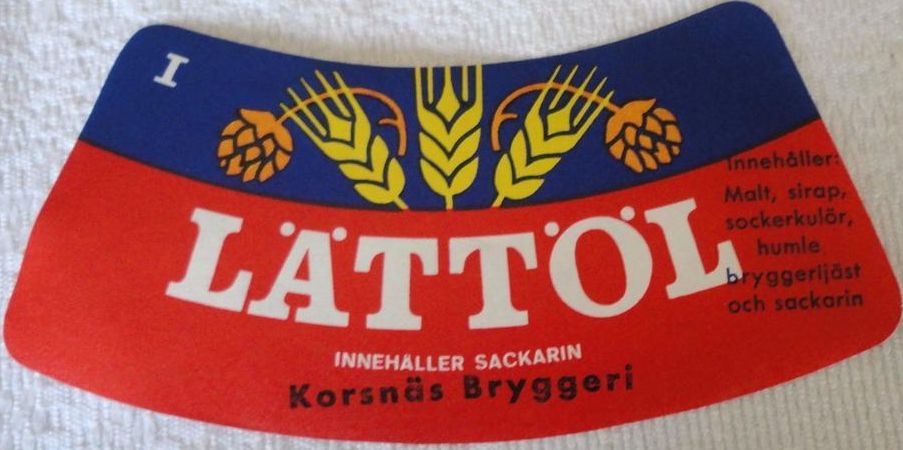 I
LÄTTÖL
INNEHÅLLER SACKARIN
Korsnäs Bryggeri
Innehåller:
Malt, sirap,
sockerkulör,
humle
bryggerijäst
och sackarin